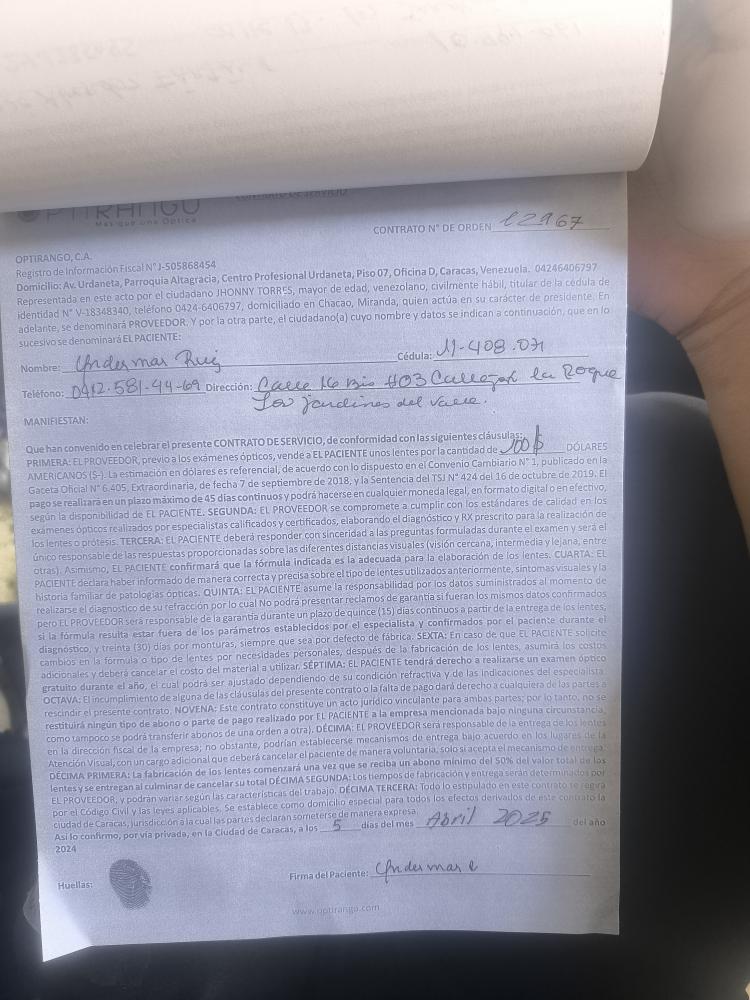 OPTIRANGO
Mas que una Optica
CONTRATO DE SERVICIO
CONTRATO N° DE ORDEN 12967
OPTIRANGO, C.A.
Registro de Información Fiscal N° J-505868454
Domicilio: Av. Urdaneta, Parroquia Altagracia, Centro Profesional Urdaneta, Piso 07, Oficina D, Caracas, Venezuela. 04246406797
Representada en este acto por el ciudadano JHONNY TORRES, mayor de edad, venezolano, civilmente hábil, titular de la cédula de
identidad N° V-18348340, teléfono 0424-6406797, domiciliado en Chacao, Miranda, quien actúa en su carácter de presidente. En
adelante, se denominará PROVEEDOR. Y por la otra parte, el ciudadano(a) cuyo nombre y datos se indican a continuación, que en lo
sucesivo se denominará EL PACIENTE:
Nombre: Yndermar Ruiz Cédula: 11-408.071
Teléfono: 0412-581-44-69 Dirección: Calle 16 Bis #03 Callejon la Roque
Los jardines del valle.
MANIFIESTAN:
Que han convenido en celebrar el presente CONTRATO DE SERVICIO, de conformidad con las siguientes cláusulas:
PRIMERA: EL PROVEEDOR, previo a los exámenes ópticos, vende a EL PACIENTE unos lentes por la cantidad de 100$ DÓLARES
AMERICANOS ($-). La estimación en dólares es referencial, de acuerdo con lo dispuesto en el Convenio Cambiario N° 1, publicado en la
Gaceta Oficial N° 6.405, Extraordinaria, de fecha 7 de septiembre de 2018, y la Sentencia del TSJ N° 424 del 16 de octubre de 2019. El
pago se realizará en un plazo máximo de 45 días continuos y podrá hacerse en cualquier moneda legal, en formato digital o en efectivo,
según la disponibilidad de EL PACIENTE. SEGUNDA: EL PROVEEDOR se compromete a cumplir con los estándares de calidad en los
exámenes ópticos realizados por especialistas calificados y certificados, elaborando el diagnóstico y RX prescrito para la realización de
los lentes o prótesis. TERCERA: EL PACIENTE deberá responder con sinceridad a las preguntas formuladas durante el examen y será el
único responsable de las respuestas proporcionadas sobre las diferentes distancias visuales (visión cercana, intermedia y lejana, entre
otras). Asimismo, EL PACIENTE confirmará que la fórmula indicada es la adecuada para la elaboración de los lentes. CUARTA: EL
PACIENTE declara haber informado de manera correcta y precisa sobre el tipo de lentes utilizados anteriormente, síntomas visuales y la
historia familiar de patologías ópticas. QUINTA: EL PACIENTE asume la responsabilidad por los datos suministrados al momento de
realizarse el diagnostico de su refracción por lo cual No podrá presentar reclamos de garantía si fueran los mismos datos confirmados
pero EL PROVEEDOR será responsable de la garantía durante un plazo de quince (15) días continuos a partir de la entrega de los lentes,
si la fórmula resulta estar fuera de los parámetros establecidos por el especialista y confirmados por el paciente durante el
diagnóstico, y treinta (30) días por monturas, siempre que sea por defecto de fábrica. SEXTA: En caso de que EL PACIENTE solicite
cambios en la fórmula o tipo de lentes por necesidades personales, después de la fabricación de los lentes, asumirá los costos
adicionales y deberá cancelar el costo del material a utilizar. SÉPTIMA: EL PACIENTE tendrá derecho a realizarse un examen óptico
gratuito durante el año, el cual podrá ser ajustado dependiendo de su condición refractiva y de las indicaciones del especialista.
OCTAVA: El incumplimiento de alguna de las cláusulas del presente contrato o la falta de pago dará derecho a cualquiera de las partes a
rescindir el presente contrato. NOVENA: Este contrato constituye un acto jurídico vinculante para ambas partes; por lo tanto, no se
restituirá ningún tipo de abono o parte de pago realizado por EL PACIENTE a la empresa mencionada bajo ninguna circunstancia,
como tampoco se podrá transferir abonos de una orden a otra). DÉCIMA: EL PROVEEDOR será responsable de la entrega de los lentes
en la dirección fiscal de la empresa; no obstante, podrían establecerse mecanismos de entrega bajo acuerdo en los lugares de la
Atención Visual, con un cargo adicional que deberá cancelar el paciente de manera voluntaria, solo si acepta el mecanismo de entrega.
DÉCIMA PRIMERA: La fabricación de los lentes comenzará una vez que se reciba un abono mínimo del 50% del valor total de los
lentes y se entregan al culminar de cancelar su total DÉCIMA SEGUNDA: Los tiempos de fabricación y entrega serán determinados por
EL PROVEEDOR, y podrán variar según las características del trabajo. DÉCIMA TERCERA: Todo lo estipulado en este contrato se regirá
por el Código Civil y las leyes aplicables. Se establece como domicilio especial para todos los efectos derivados de este contrato la
ciudad de Caracas, jurisdicción a la cual las partes declaran someterse de manera expresa.
Así lo confirmo, por vía privada, en la Ciudad de Caracas, a los 5 días del mes Abril 2025 del año
2024
Huellas: Firma del Paciente: Yndermar
www.optirango.com